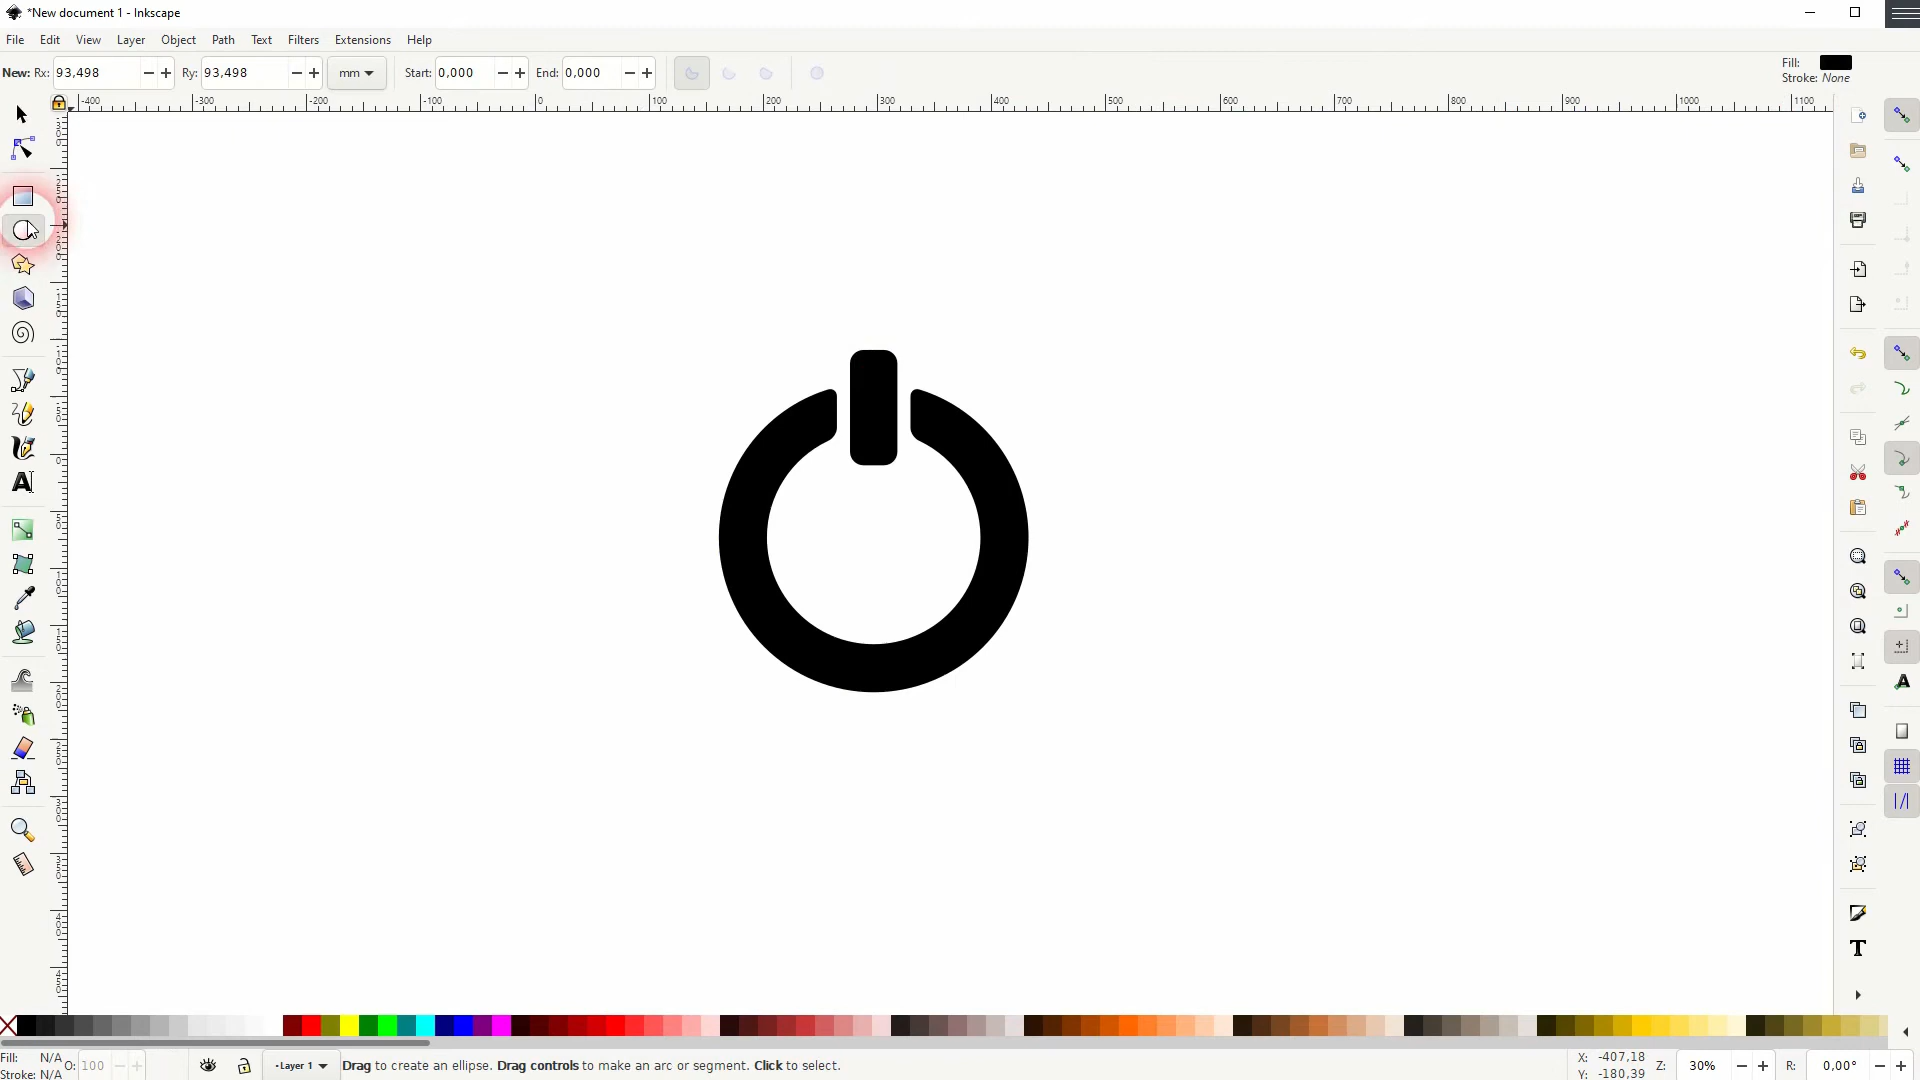 *New document 1 - Inkscape
File Edit View Layer Object Path Text Filters Extensions Help
New: Rx: 93,498 Ry: 93,498 mm Start: 0,000 End: 0,000 Fill:
Stroke: None
-400 -300 -200 -100 0 100 200 300 400 500 600 700 800 900 1000 1100
Fill: N/A O: 100 Layer 1 Drag to create an ellipse. Drag controls to make an arc or segment. Click to select. X: -407,18 Z: 30% R: 0,00°
Stroke: N/A Y: -180,39